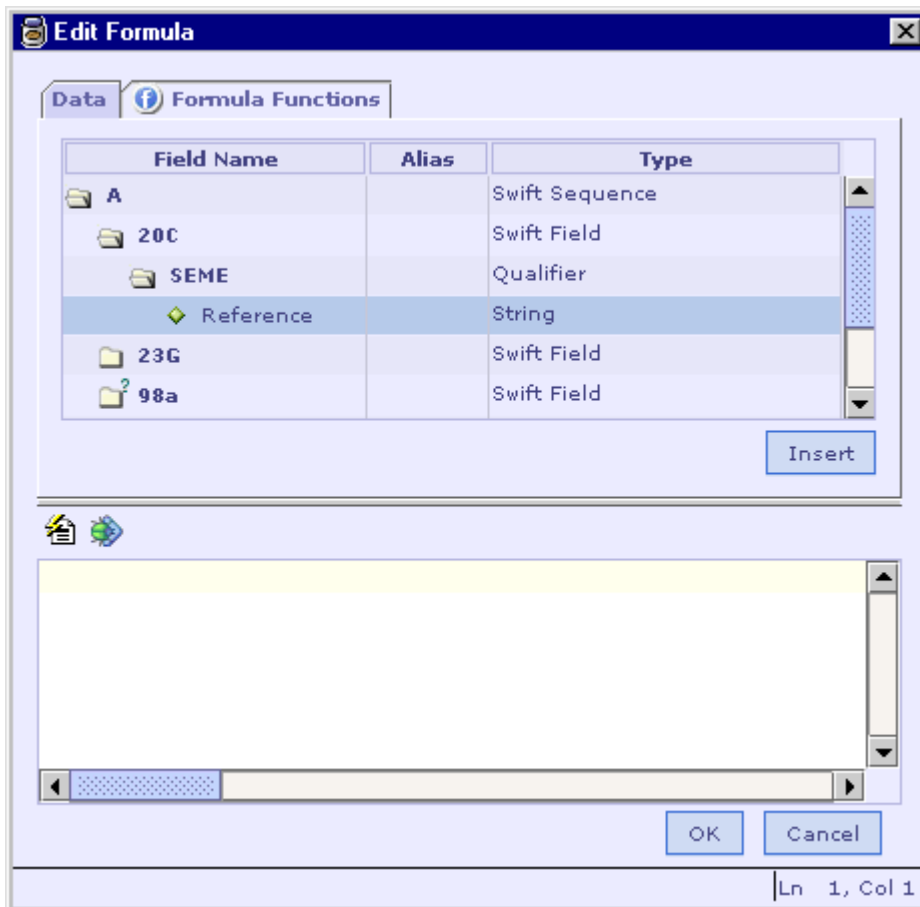 Edit Formula
Data Formula Functions
Field Name Alias Type
A Swift Sequence
20C Swift Field
SEME Qualifier
Reference String
23G Swift Field
? 98a Swift Field
Insert
OK Cancel
Ln 1, Col 1